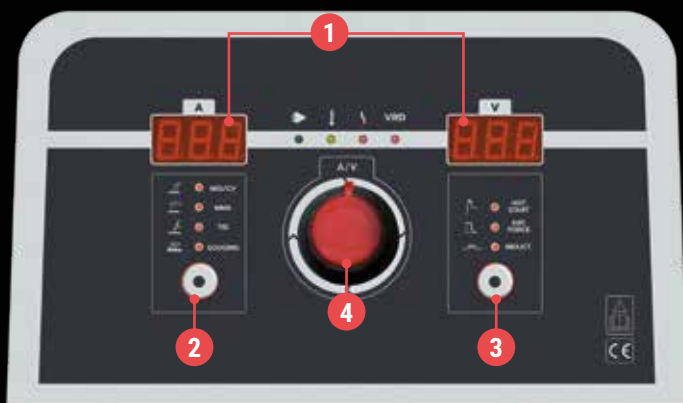 1
A
V
888
888
VRD
A/V
MIG/CV
MMA
TIG
GOUGING
HOT
START
ARC
FORCE
INDUCT
4
2
3
CE